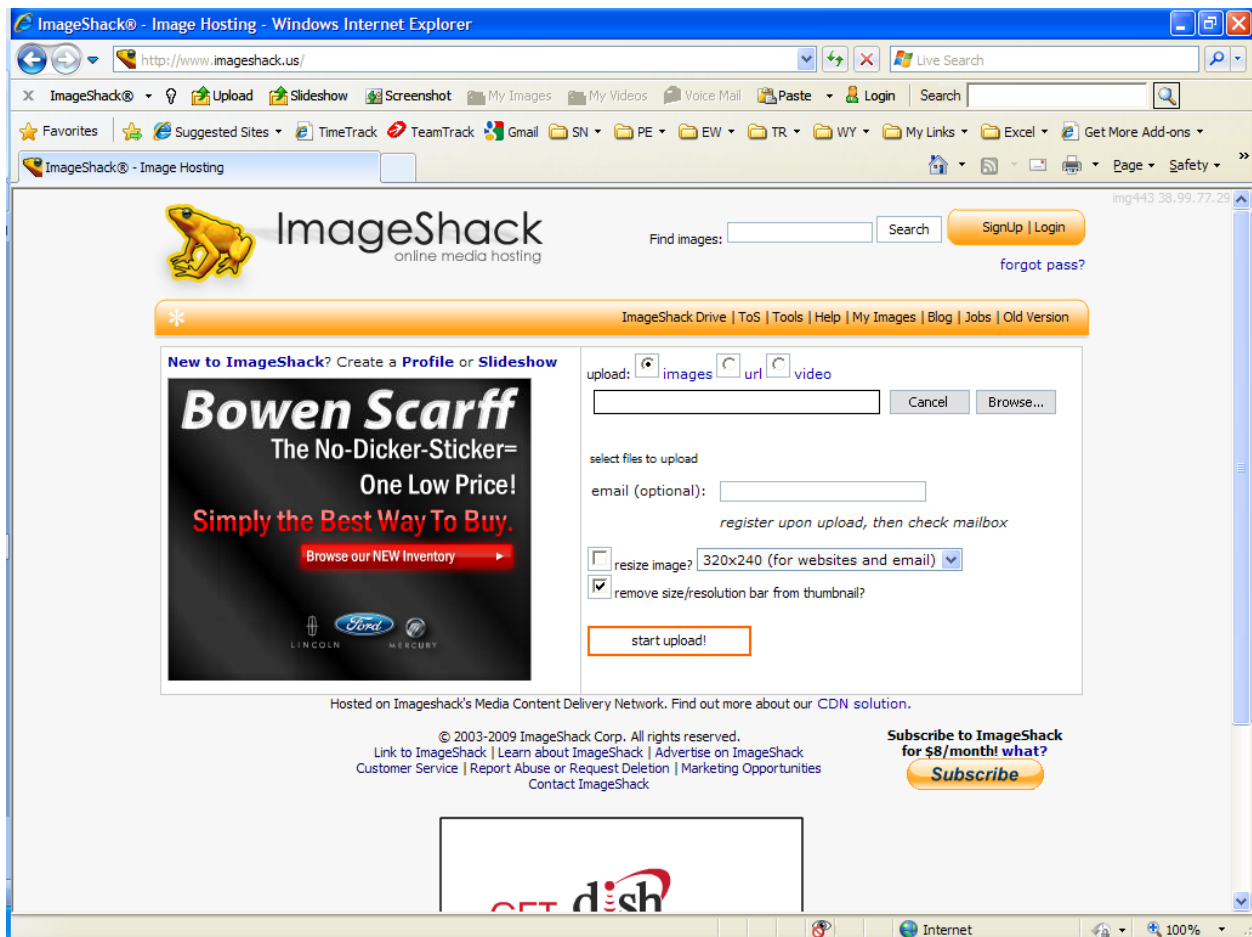 ImageShack® - Image Hosting - Windows Internet Explorer
http://www.imageshack.us/
Live Search
X ImageShack® Upload Slideshow Screenshot My Images My Videos Voice Mail Paste Login Search
Favorites Suggested Sites TimeTrack TeamTrack Gmail SN PE EW TR WY My Links Excel Get More Add-ons
ImageShack® - Image Hosting
Page Safety »
img443 38.99.77.29
ImageShack
online media hosting
Find images: Search
SignUp | Login
forgot pass?
* ImageShack Drive | ToS | Tools | Help | My Images | Blog | Jobs | Old Version
New to ImageShack? Create a Profile or Slideshow
Bowen Scarff
The No-Dicker-Sticker=
One Low Price!
Simply the Best Way To Buy.
Browse our NEW Inventory
LINCOLN Ford MERCURY
upload: images url video
Cancel Browse...
select files to upload
email (optional):
register upon upload, then check mailbox
resize image? 320x240 (for websites and email)
remove size/resolution bar from thumbnail?
start upload!
Hosted on Imageshack's Media Content Delivery Network. Find out more about our CDN solution.
© 2003-2009 ImageShack Corp. All rights reserved.
Link to ImageShack | Learn about ImageShack | Advertise on ImageShack
Customer Service | Report Abuse or Request Deletion | Marketing Opportunities
Contact ImageShack
Subscribe to ImageShack
for $8/month! what?
Subscribe
GET dish
Internet 100%